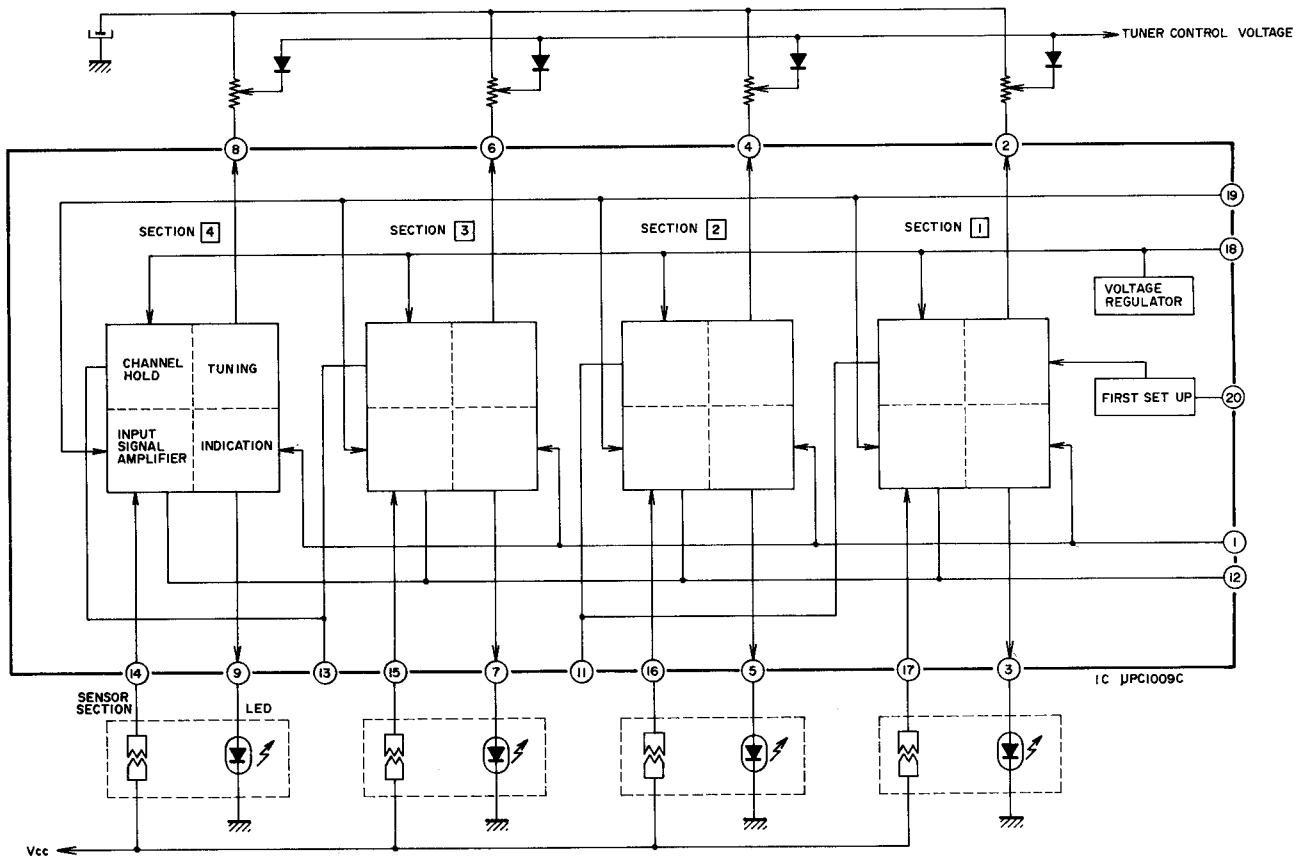 TUNER CONTROL VOLTAGE
8
6
4
2
19
SECTION 4
SECTION 3
SECTION 2
SECTION 1
18
VOLTAGE
REGULATOR
CHANNEL
HOLD
TUNING
FIRST SET UP
20
INPUT
SIGNAL
AMPLIFIER
INDICATION
1
12
14
9
13
15
7
11
16
5
17
3
IC µPC1009C
SENSOR
SECTION
LED
Vcc